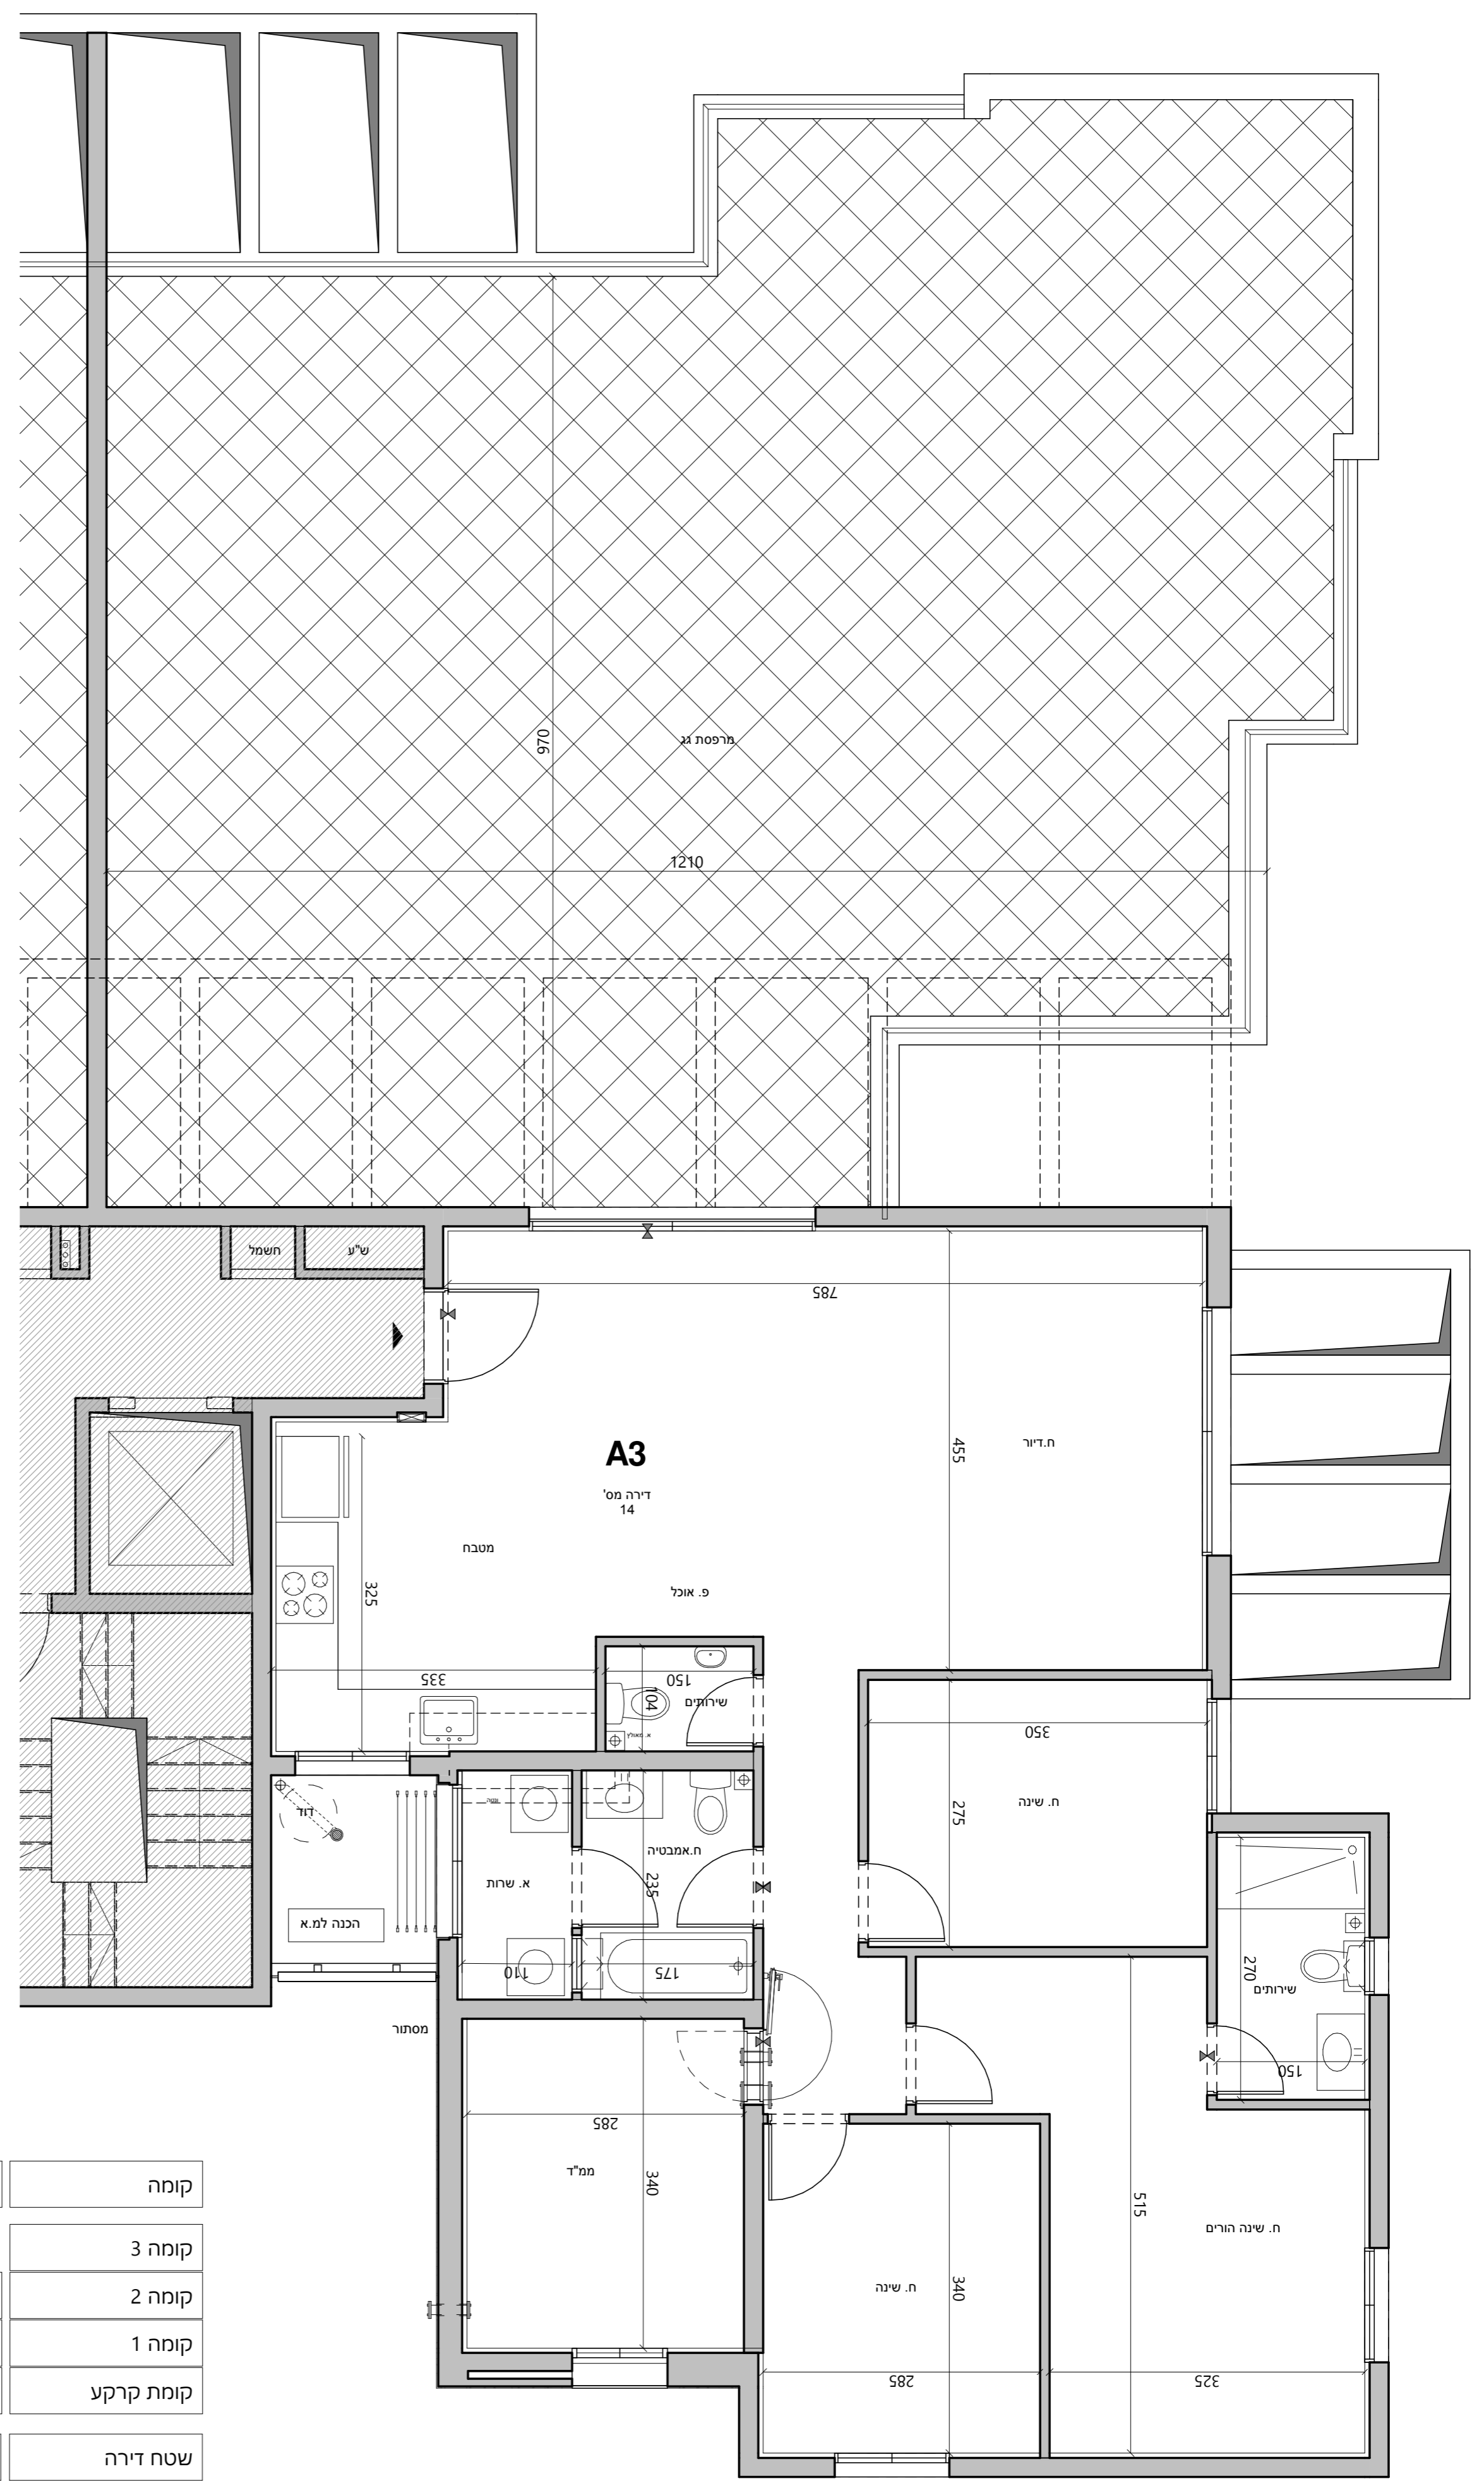 970
מרפסת גג
1210
חשמל
ש"ע
785
A3
דירה מס'
14
455
ח.דיור
מטבח
פ. אוכל
325
335
150
104
שירותים
א. מאולץ
350
275
ח. שינה
דוד
הכנה למ.א
א. שרות
ח.אמבטיה
235
110
175
270
שירותים
150
מסתור
285
ממ"ד
340
515
ח. שינה הורים
ח. שינה
340
285
325
קומה
קומה 3
קומה 2
קומה 1
קומת קרקע
שטח דירה